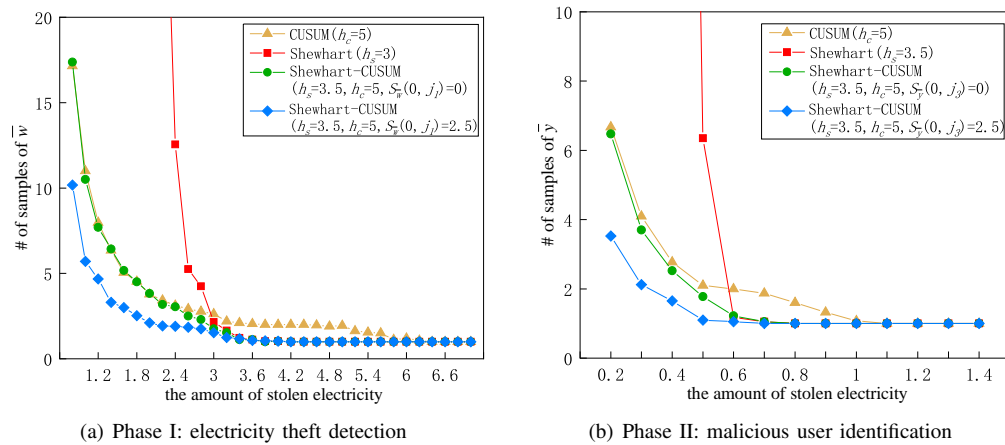 20
15
10
5
0
# of samples of w̅
1.2 1.8 2.4 3 3.6 4.2 4.8 5.4 6 6.6
the amount of stolen electricity
CUSUM(h_c=5)
Shewhart(h_s=3)
Shewhart-CUSUM
(h_s=3.5, h_c=5, S_w̅(0, j_1)=0)
Shewhart-CUSUM
(h_s=3.5, h_c=5, S_w̅(0, j_1)=2.5)
(a) Phase I: electricity theft detection
10
8
6
4
2
0
# of samples of y̅
0.2 0.4 0.6 0.8 1 1.2 1.4
the amount of stolen electricity
CUSUM(h_c=5)
Shewhart(h_s=3.5)
Shewhart-CUSUM
(h_s=3.5, h_c=5, S_y̅(0, j_3)=0)
Shewhart-CUSUM
(h_s=3.5, h_c=5, S_y̅(0, j_3)=2.5)
(b) Phase II: malicious user identification